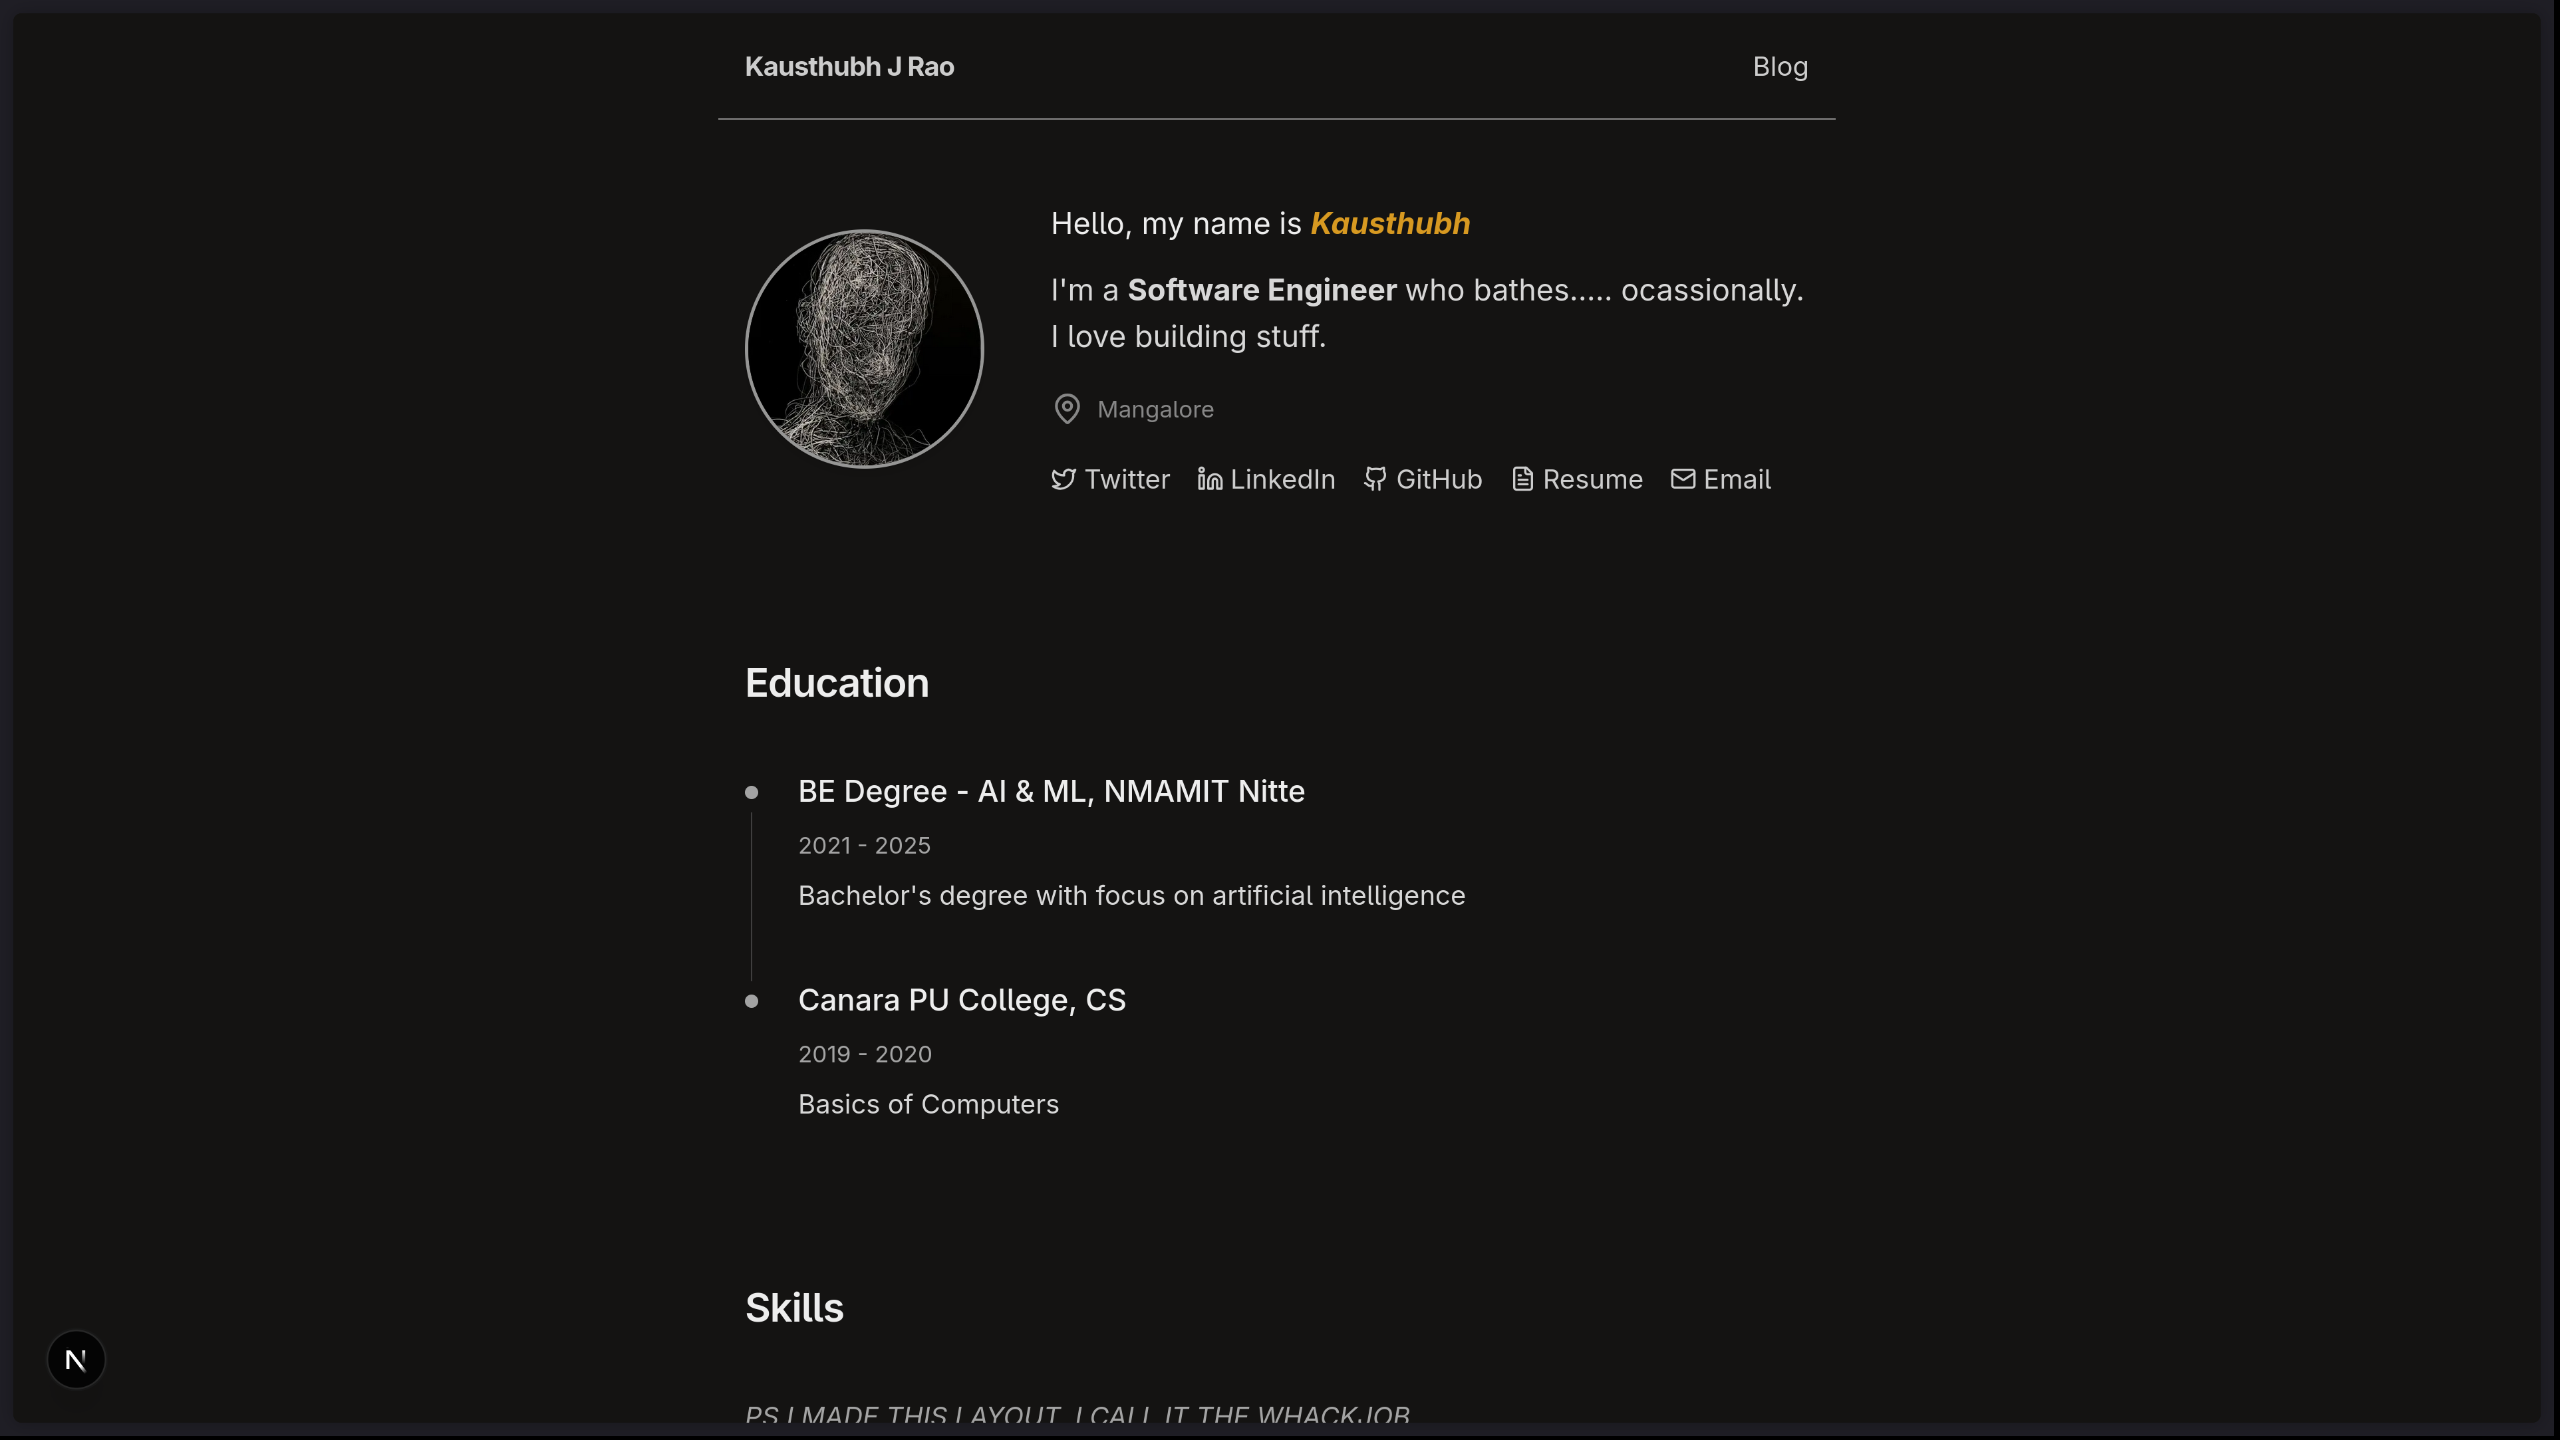 Kausthubh J Rao
Blog
Hello, my name is Kausthubh
I'm a Software Engineer who bathes..... ocassionally.
I love building stuff.
Mangalore
Twitter LinkedIn GitHub Resume Email
Education
BE Degree - AI & ML, NMAMIT Nitte
2021 - 2025
Bachelor's degree with focus on artificial intelligence
Canara PU College, CS
2019 - 2020
Basics of Computers
Skills
N
PS I MADE THIS LAYOUT, I CALL IT THE WHACKJOB